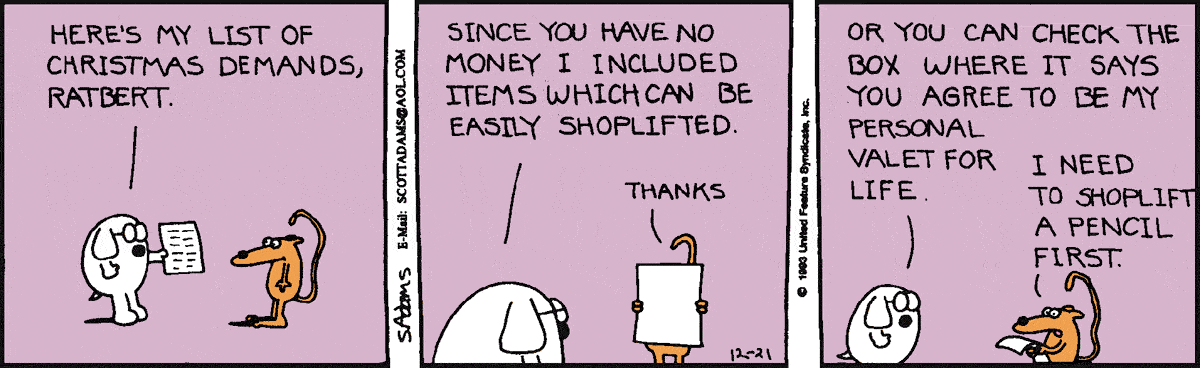 HERE'S MY LIST OF
CHRISTMAS DEMANDS,
RATBERT.
SADAMS E-Mail: SCOTTADAMS@AOL.COM
SINCE YOU HAVE NO
MONEY I INCLUDED
ITEMS WHICH CAN BE
EASILY SHOPLIFTED.
THANKS
12-21
© 1993 United Feature Syndicate, Inc.
OR YOU CAN CHECK THE
BOX WHERE IT SAYS
YOU AGREE TO BE MY
PERSONAL
VALET FOR
LIFE.
I NEED
TO SHOPLIFT
A PENCIL
FIRST.